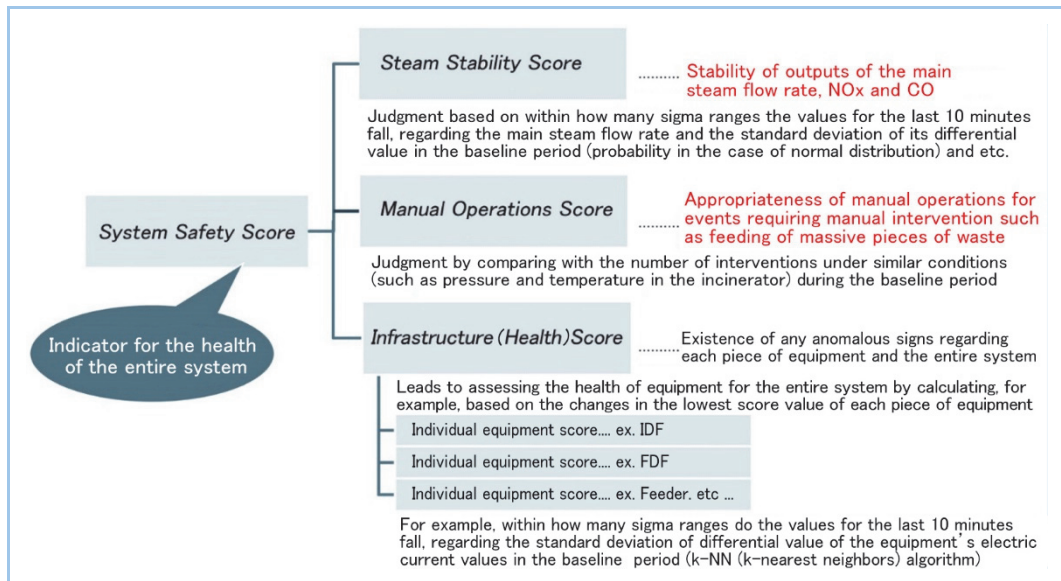 Steam Stability Score
.......... Stability of outputs of the main
steam flow rate, NOx and CO
Judgment based on within how many sigma ranges the values for the last 10 minutes
fall, regarding the main steam flow rate and the standard deviation of its differential
value in the baseline period (probability in the case of normal distribution) and etc.
System Safety Score
Manual Operations Score
.......... Appropriateness of manual operations for
events requiring manual intervention such
as feeding of massive pieces of waste
Judgment by comparing with the number of interventions under similar conditions
(such as pressure and temperature in the incinerator) during the baseline period
Indicator for the health
of the entire system
Infrastructure (Health) Score
.......... Existence of any anomalous signs regarding
each piece of equipment and the entire system
Leads to assessing the health of equipment for the entire system by calculating, for
example, based on the changes in the lowest score value of each piece of equipment
Individual equipment score.... ex. IDF
Individual equipment score.... ex. FDF
Individual equipment score.... ex. Feeder. etc ...
For example, within how many sigma ranges do the values for the last 10 minutes
fall, regarding the standard deviation of differential value of the equipment's electric
current values in the baseline period (k-NN (k-nearest neighbors) algorithm)